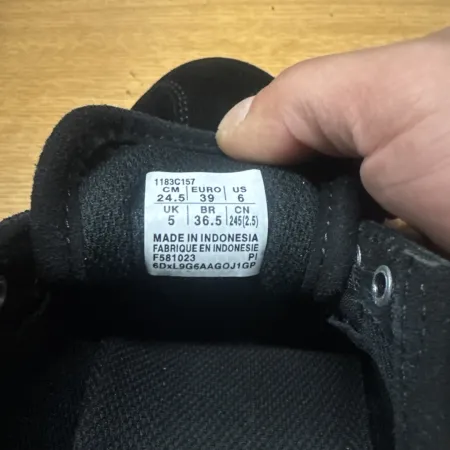 1183C157
CM EURO US
24.5 39 6
UK BR CN
5 36.5 245(2.5)
MADE IN INDONESIA
FABRIQUE EN INDONESIE
F581023 PI
6DxL9G6AAGOJ1GP